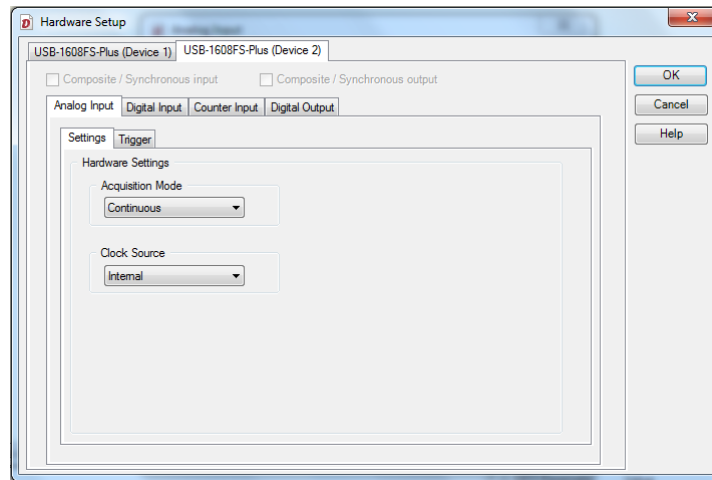 Hardware Setup
USB-1608FS-Plus (Device 1) USB-1608FS-Plus (Device 2)
Composite / Synchronous input Composite / Synchronous output
OK
Analog Input Digital Input Counter Input Digital Output
Cancel
Settings Trigger
Help
Hardware Settings
Acquisition Mode
Continuous
Clock Source
Internal